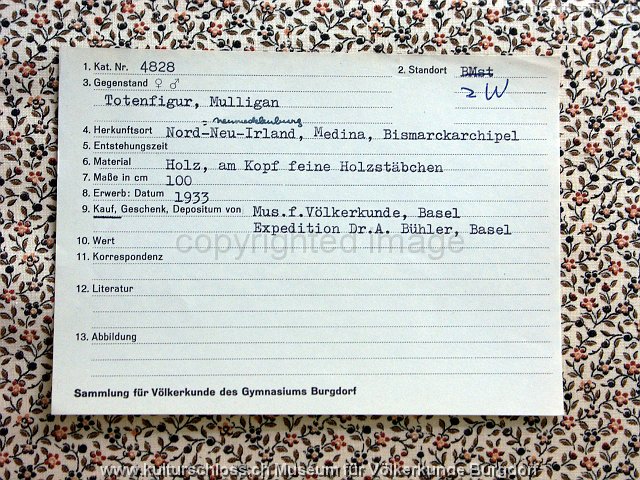 1. Kat. Nr. 4828 2. Standort BMst
3. Gegenstand ♀ ♂ 2 W
Totenfigur, Mulligan
= neumecklenburg
4. Herkunftsort Nord-Neu-Irland, Medina, Bismarckarchipel
5. Entstehungszeit
6. Material Holz, am Kopf feine Holzstäbchen
7. Maße in cm 100
8. Erwerb: Datum 1933
9. Kauf, Geschenk, Depositum von Mus.f.Völkerkunde, Basel
Expedition Dr.A. Bühler, Basel
copyrighted image
10. Wert
11. Korrespondenz
12. Literatur
13. Abbildung
Sammlung für Völkerkunde des Gymnasiums Burgdorf
www.kulturschloss.ch Museum für Völkerkunde Burgdorf